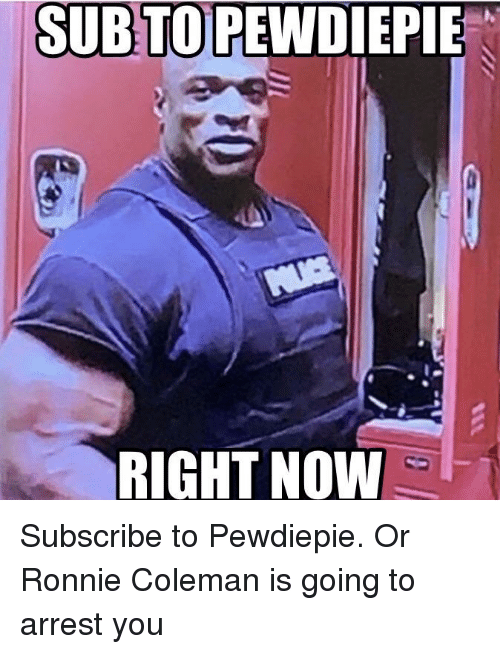 SUB TO PEWDIEPIE
POLICE
RIGHT NOW
Subscribe to Pewdiepie. Or
Ronnie Coleman is going to
arrest you